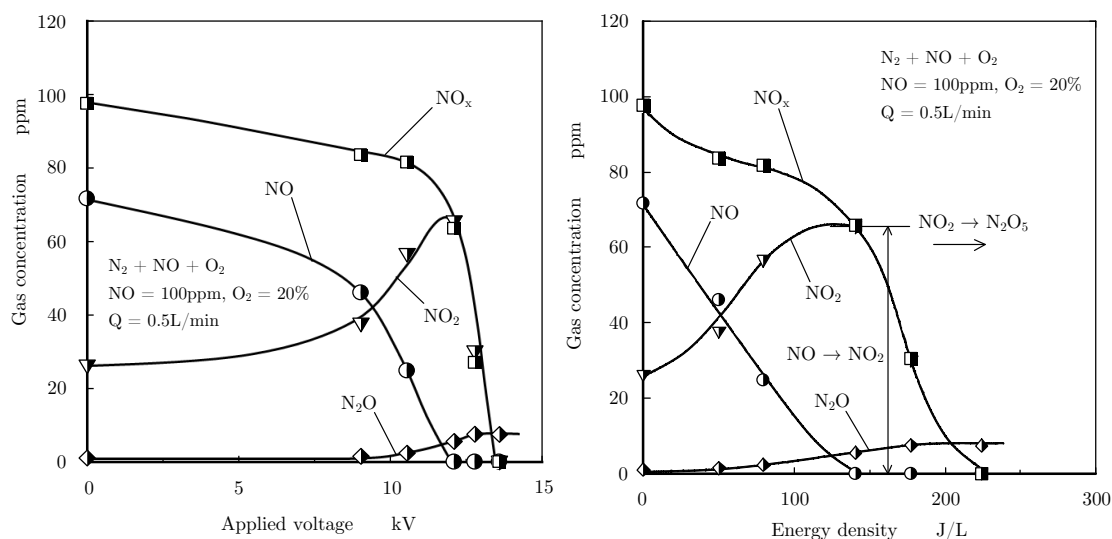 120
100
80
60
40
20
0
Gas concentration ppm
NOₓ
NO
N₂ + NO + O₂
NO = 100ppm, O₂ = 20%
Q = 0.5L/min
NO₂
N₂O
0 5 10 15
Applied voltage kV
120
100
80
60
40
20
0
Gas concentration ppm
N₂ + NO + O₂
NO = 100ppm, O₂ = 20%
Q = 0.5L/min
NOₓ
NO
NO₂ → N₂O₅
NO₂
NO → NO₂
N₂O
0 100 200 300
Energy density J/L